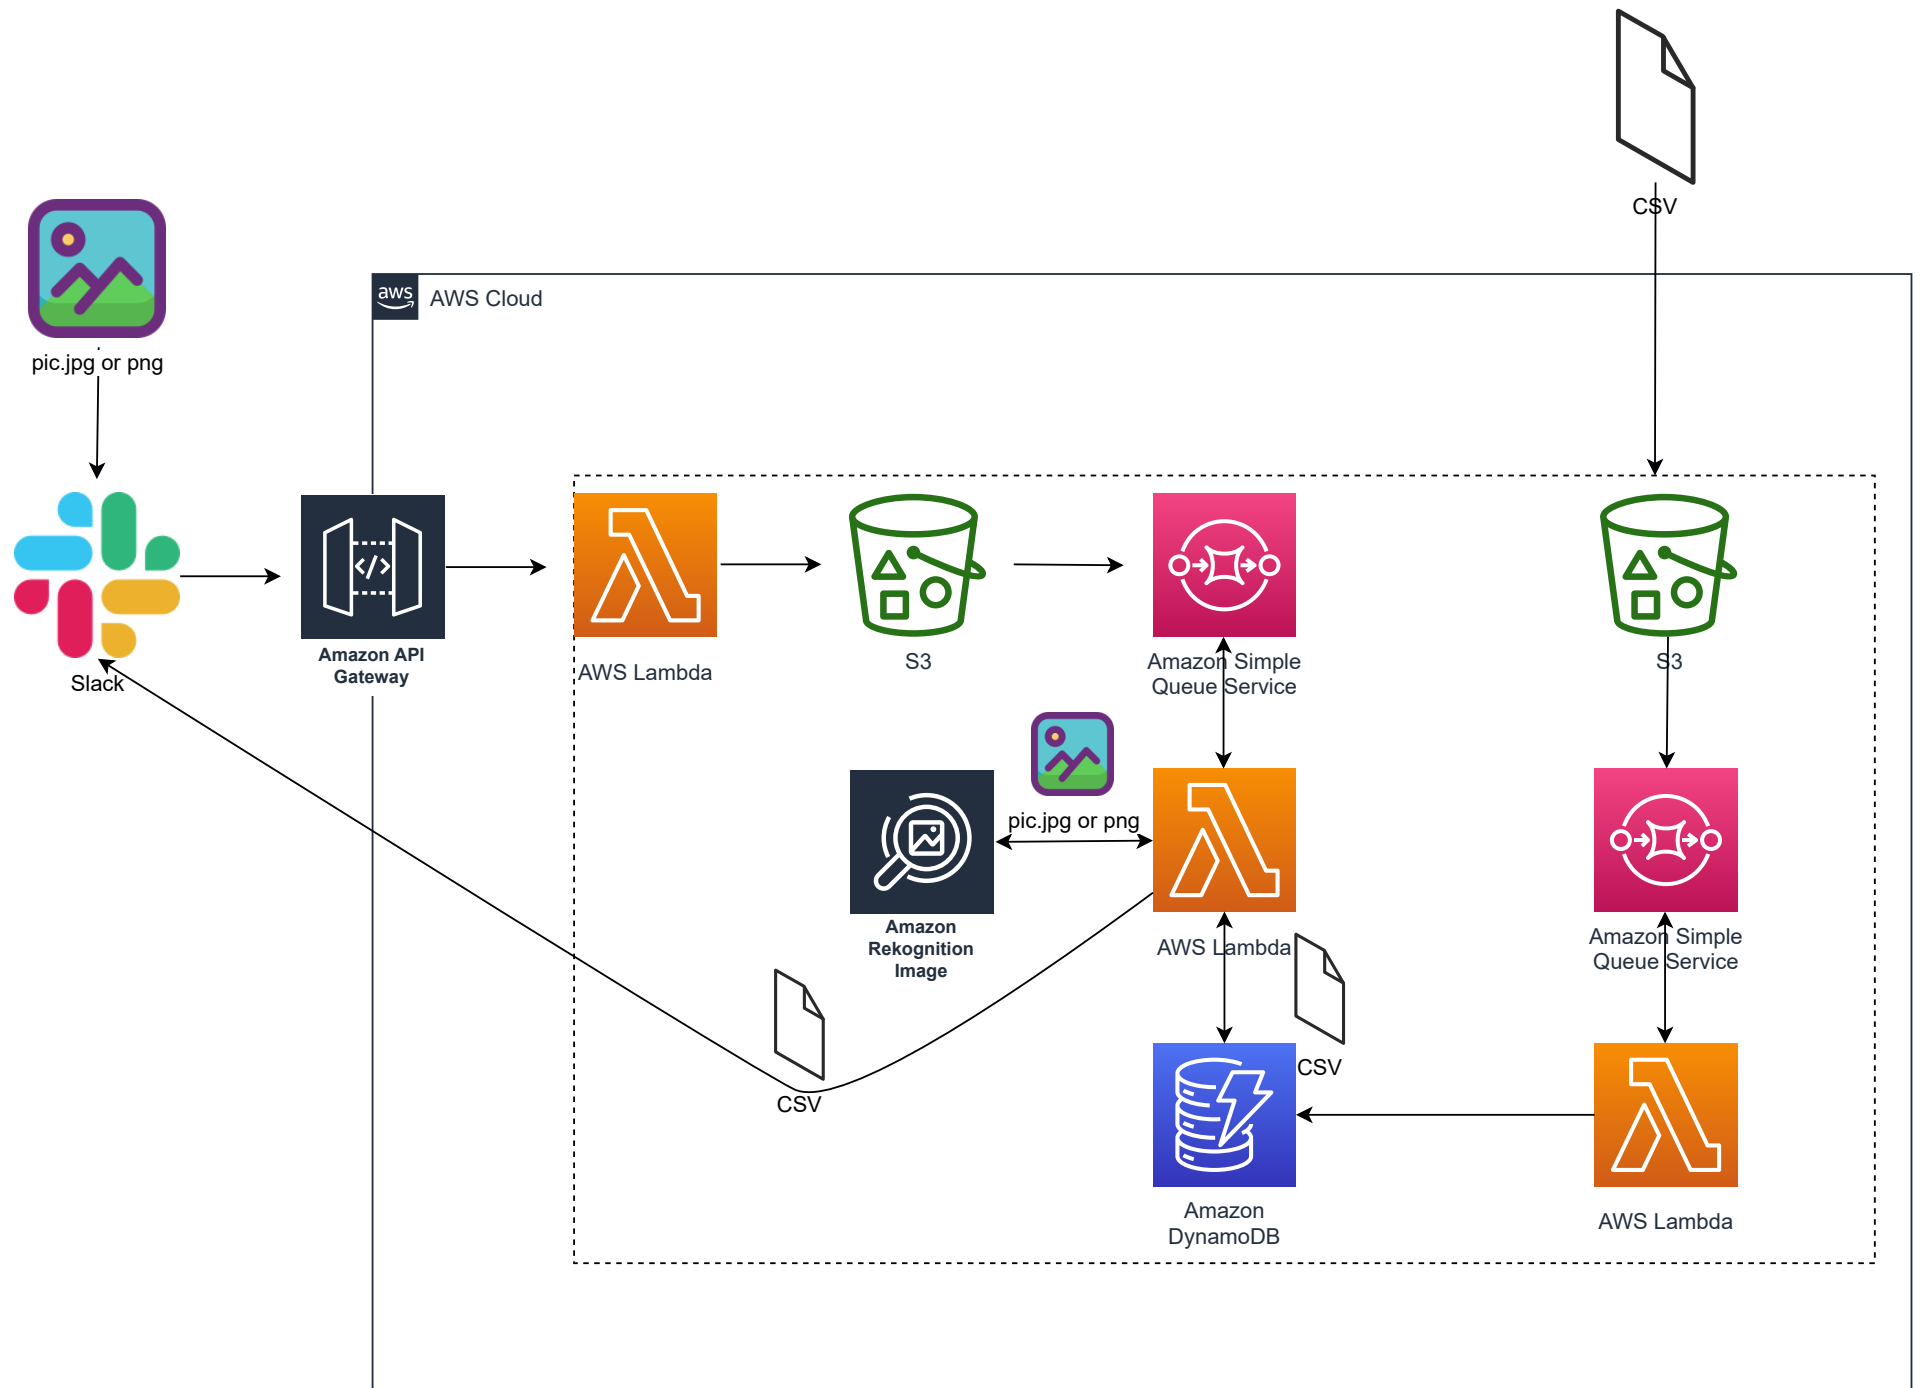 CSV
pic.jpg or png
aws
AWS Cloud
Slack
Amazon API
Gateway
</>
AWS Lambda
S3
Amazon Simple
Queue Service
S3
pic.jpg or png
Amazon
Rekognition
Image
AWS Lambda
Amazon Simple
Queue Service
CSV
CSV
Amazon
DynamoDB
AWS Lambda